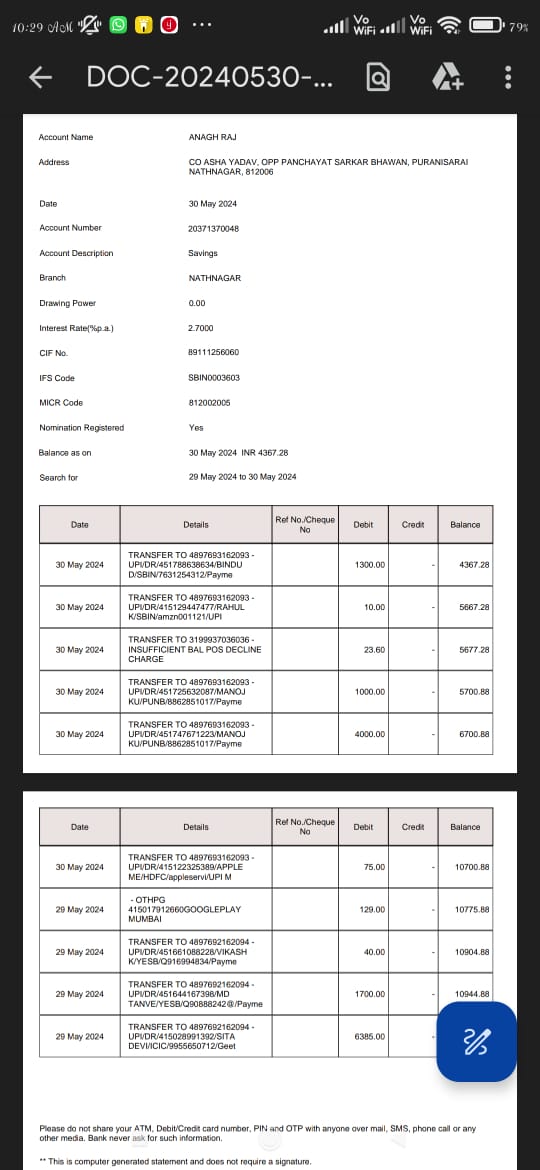 10:29 AM ...
Vo WiFi Vo WiFi 79%
DOC-20240530-...
Account Name ANAGH RAJ
Address CO ASHA YADAV, OPP PANCHAYAT SARKAR BHAWAN, PURANISARAI
NATHNAGAR, 812006
Date 30 May 2024
Account Number 20371370048
Account Description Savings
Branch NATHNAGAR
Drawing Power 0.00
Interest Rate(%p.a.) 2.7000
CIF No. 89111256060
IFS Code SBIN0003603
MICR Code 812002005
Nomination Registered Yes
Balance as on 30 May 2024 INR 4367.28
Search for 29 May 2024 to 30 May 2024
Date Details Ref No./Cheque No Debit Credit Balance
TRANSFER TO 4897693162093 -
30 May 2024 UPI/DR/451788638634/BINDU 1300.00 - 4367.28
D/SBIN/7631254312/Payme
TRANSFER TO 4897693162093 -
30 May 2024 UPI/DR/415129447477/RAHUL 10.00 - 5667.28
K/SBIN/amzn001121/UPI
TRANSFER TO 3199937036036 -
30 May 2024 INSUFFICIENT BAL POS DECLINE 23.60 - 5677.28
CHARGE
TRANSFER TO 4897693162093 -
30 May 2024 UPI/DR/451725632087/MANOJ 1000.00 - 5700.88
KU/PUNB/8862851017/Payme
TRANSFER TO 4897693162093 -
30 May 2024 UPI/DR/451747671223/MANOJ 4000.00 - 6700.88
KU/PUNB/8862851017/Payme
Date Details Ref No./Cheque No Debit Credit Balance
TRANSFER TO 4897693162093 -
30 May 2024 UPI/DR/415122325389/APPLE 75.00 - 10700.88
ME/HDFC/appleservi/UPI M
- OTHPG
29 May 2024 415017912660GOOGLEPLAY 129.00 - 10775.88
MUMBAI
TRANSFER TO 4897692162094 -
29 May 2024 UPI/DR/451661088228/VIKASH 40.00 - 10904.88
K/YESB/Q916994834/Payme
TRANSFER TO 4897692162094 -
29 May 2024 UPI/DR/451644167398/MD 1700.00 - 10944.88
TANVE/YESB/Q90888242@/Payme
TRANSFER TO 4897692162094 -
29 May 2024 UPI/DR/415028991392/SITA 6385.00 -
DEVI/ICIC/9955650712/Geet
Please do not share your ATM, Debit/Credit card number, PIN and OTP with anyone over mail, SMS, phone call or any
other media. Bank never ask for such information.
** This is computer generated statement and does not require a signature.